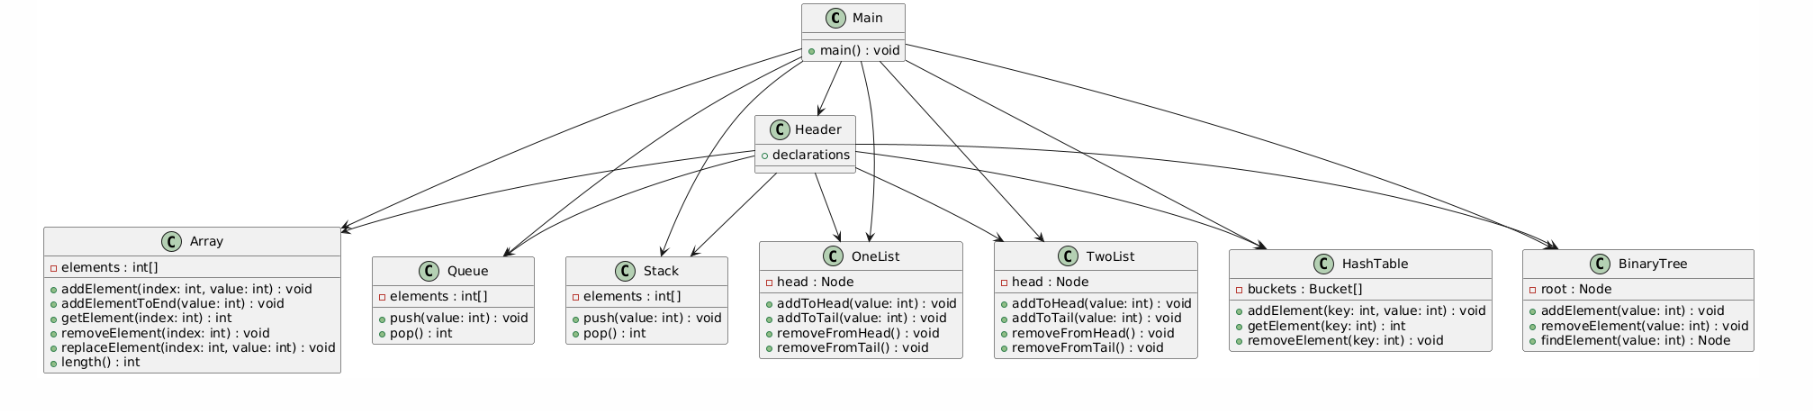 C Main
main() : void
C Header
declarations
C Array
elements : int[]
addElement(index: int, value: int) : void
addElementToEnd(value: int) : void
getElement(index: int) : int
removeElement(index: int) : void
replaceElement(index: int, value: int) : void
length() : int
C Queue
elements : int[]
push(value: int) : void
pop() : int
C Stack
elements : int[]
push(value: int) : void
pop() : int
C OneList
head : Node
addToHead(value: int) : void
addToTail(value: int) : void
removeFromHead() : void
removeFromTail() : void
C TwoList
head : Node
addToHead(value: int) : void
addToTail(value: int) : void
removeFromHead() : void
removeFromTail() : void
C HashTable
buckets : Bucket[]
addElement(key: int, value: int) : void
getElement(key: int) : int
removeElement(key: int) : void
C BinaryTree
root : Node
addElement(value: int) : void
removeElement(value: int) : void
findElement(value: int) : Node